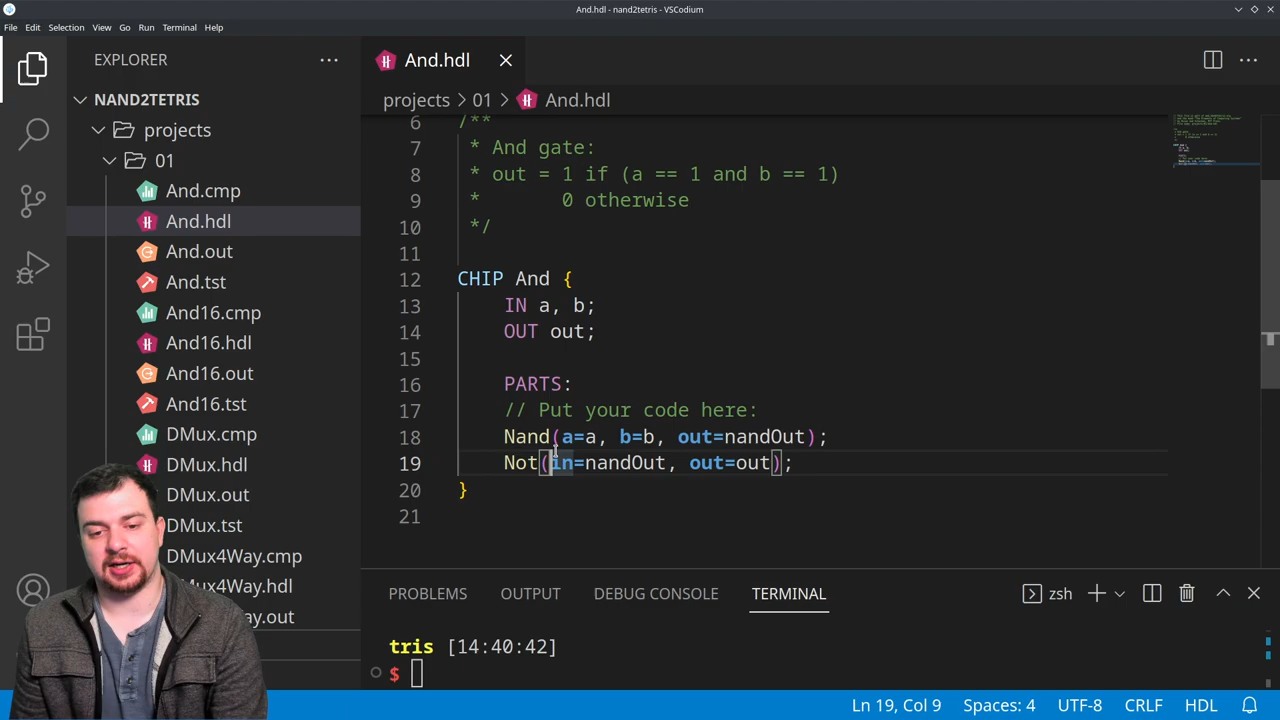 And.hdl - nand2tetris - VSCodium
File Edit Selection View Go Run Terminal Help
EXPLORER
NAND2TETRIS
projects
01
And.cmp
And.hdl
And.out
And.tst
And16.cmp
And16.hdl
And16.out
And16.tst
DMux.cmp
DMux.hdl
DMux.out
DMux.tst
DMux4Way.cmp
Mux4Way.hdl
And.hdl
projects > 01 > And.hdl
6 /**
7 * And gate:
8 * out = 1 if (a == 1 and b == 1)
9 * 0 otherwise
10 */
11
12 CHIP And {
13 IN a, b;
14 OUT out;
15
16 PARTS:
17 // Put your code here:
18 Nand(a=a, b=b, out=nandOut);
19 Not(in=nandOut, out=out);
20 }
21
PROBLEMS OUTPUT DEBUG CONSOLE TERMINAL zsh
tris [14:40:42]
$
Ln 19, Col 9 Spaces: 4 UTF-8 CRLF HDL